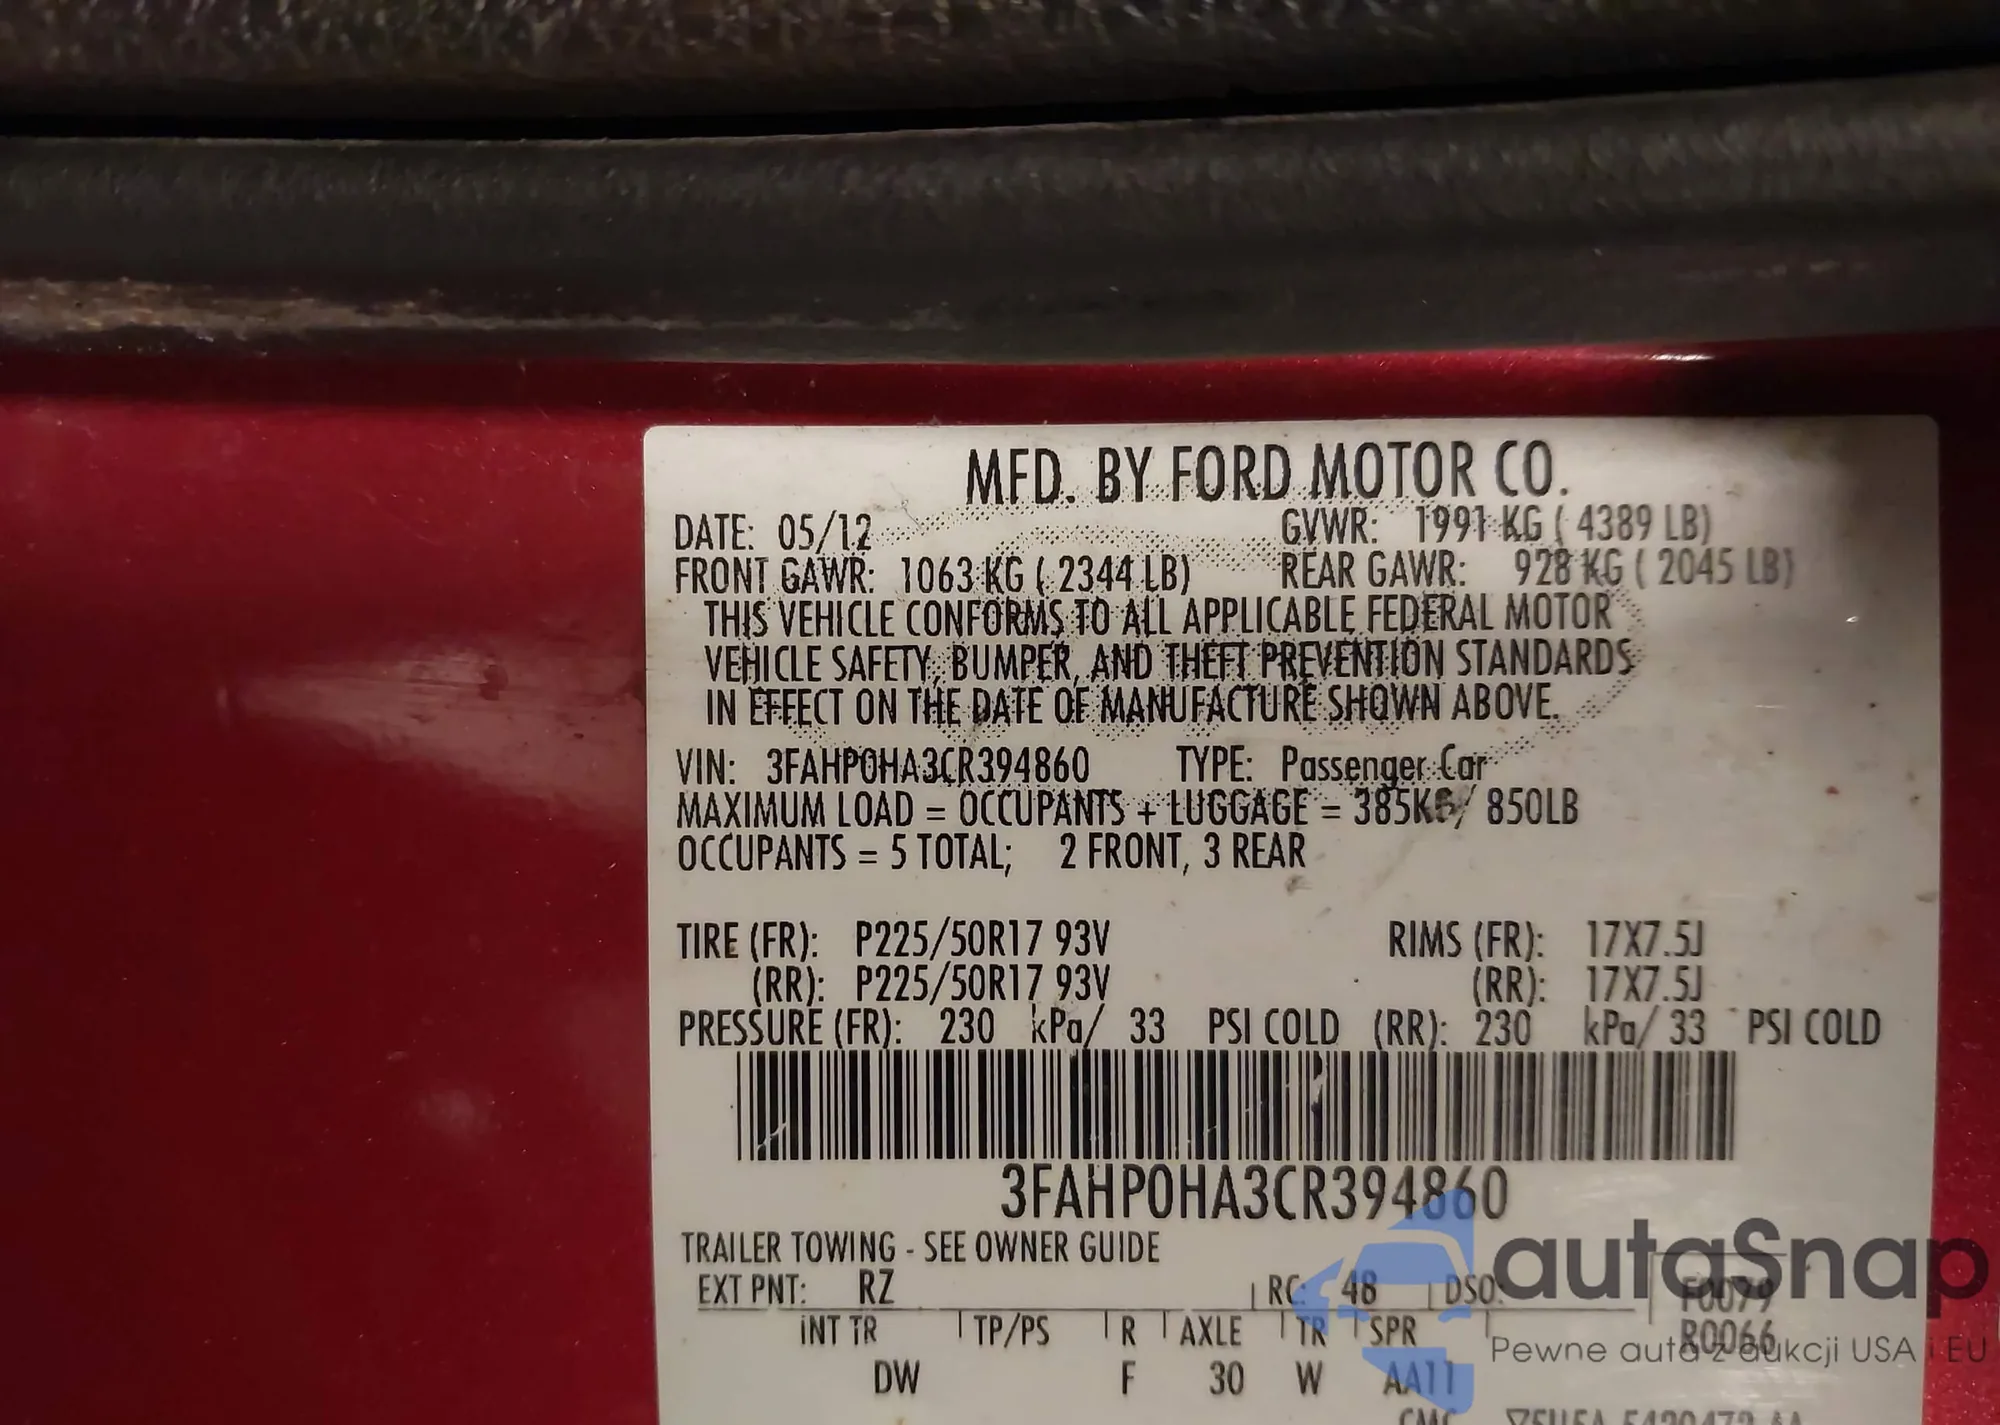 MFD. BY FORD MOTOR CO.
DATE: 05/12 GVWR: 1991 KG ( 4389 LB)
FRONT GAWR: 1063 KG ( 2344 LB) REAR GAWR: 928 KG ( 2045 LB)
THIS VEHICLE CONFORMS TO ALL APPLICABLE FEDERAL MOTOR
VEHICLE SAFETY, BUMPER, AND THEFT PREVENTION STANDARDS
IN EFFECT ON THE DATE OF MANUFACTURE SHOWN ABOVE.
VIN: 3FAHP0HA3CR394860 TYPE: Passenger Car
MAXIMUM LOAD = OCCUPANTS + LUGGAGE = 385KG/ 850LB
OCCUPANTS = 5 TOTAL; 2 FRONT, 3 REAR
TIRE (FR): P225/50R17 93V RIMS (FR): 17X7.5J
(RR): P225/50R17 93V (RR): 17X7.5J
PRESSURE (FR): 230 kPa/ 33 PSI COLD (RR): 230 kPa/ 33 PSI COLD
3FAHP0HA3CR394860
TRAILER TOWING - SEE OWNER GUIDE
EXT PNT: RZ RC: 48 DSO: F0079
R0066
INT TR TP/PS R AXLE TR SPR
DW F 30 W AA11
autaSnap
Pewne auta z aukcji USA i EU